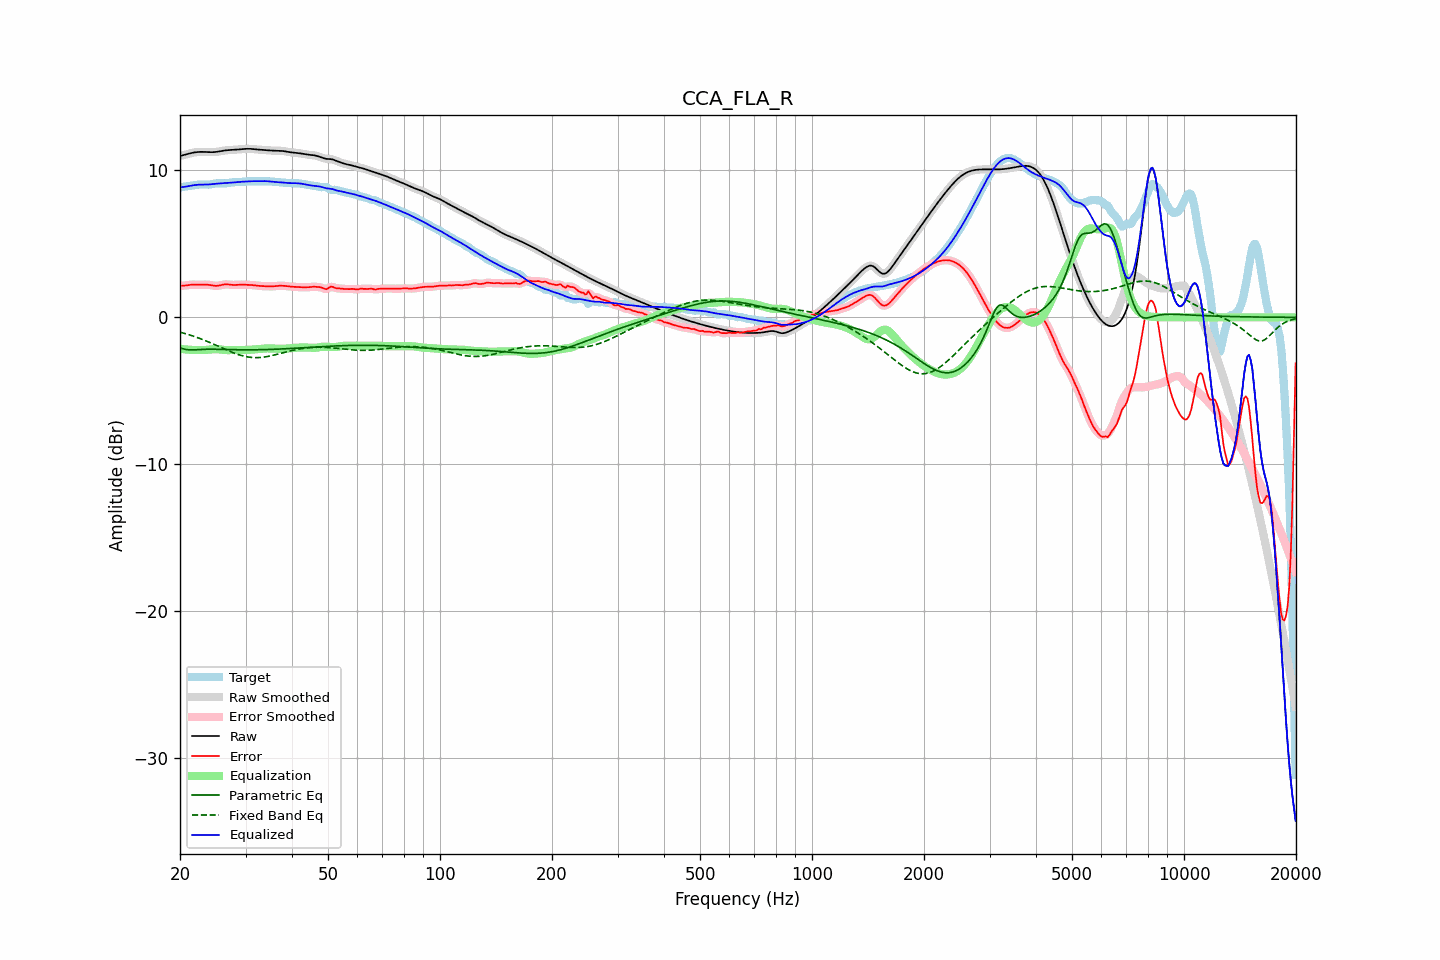 CCA_FLA_R
Amplitude (dBr)
10
0
−10
−20
−30
Target
Raw Smoothed
Error Smoothed
Raw
Error
Equalization
Parametric Eq
Fixed Band Eq
Equalized
20 50 100 200 500 1000 2000 5000 10000 20000
Frequency (Hz)